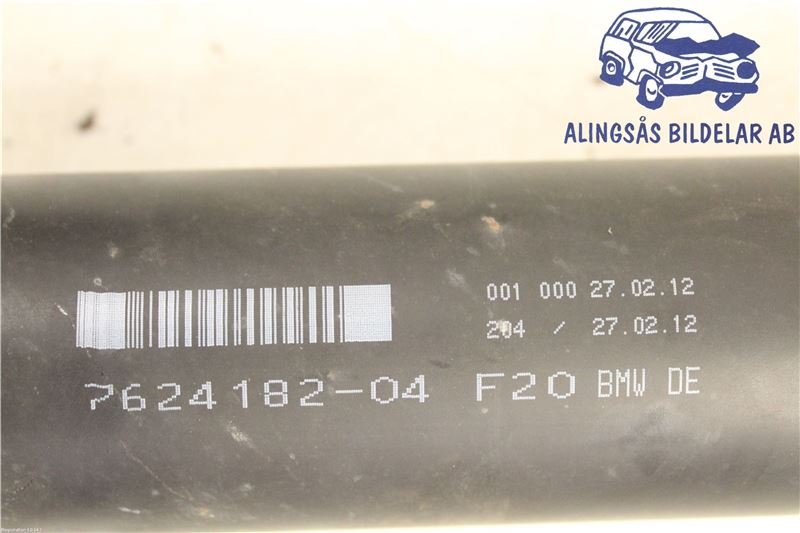 ALINGSÅS BILDELAR AB
001 000 27.02.12
204 / 27.02.12
7624182-04 F20 BMW DE